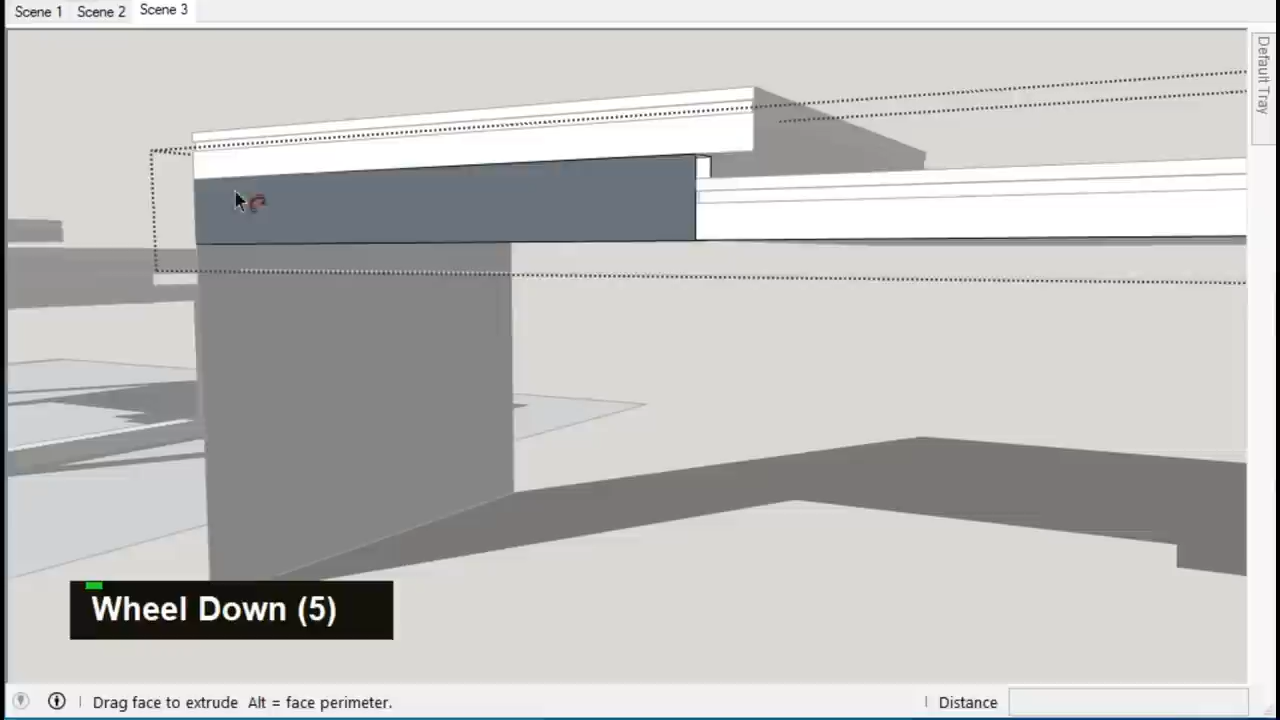 Scene 1
Scene 2
Scene 3
Default Tray
Wheel Down (5)
Drag face to extrude Alt = face perimeter.
Distance